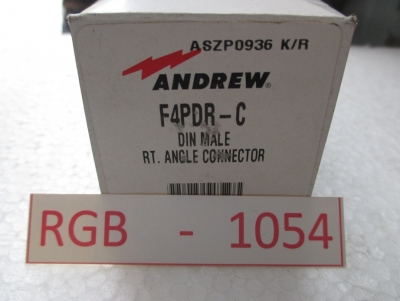 ASZP0936 K/R
ANDREW®
F4PDR-C
DIN MALE
RT. ANGLE CONNECTOR
RGB - 1054